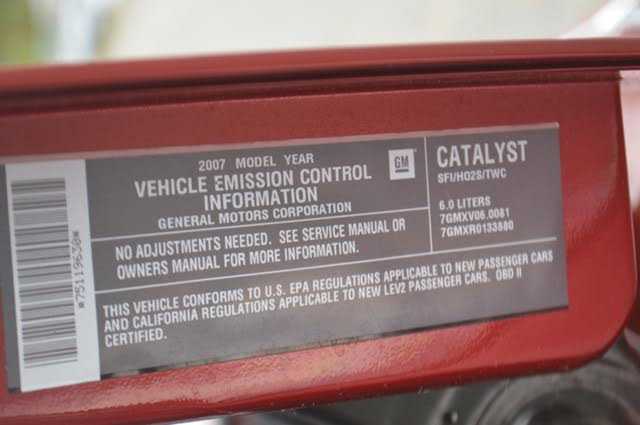 2007 MODEL YEAR
VEHICLE EMISSION CONTROL
INFORMATION
GENERAL MOTORS CORPORATION
GM
NO ADJUSTMENTS NEEDED. SEE SERVICE MANUAL OR
OWNERS MANUAL FOR MORE INFORMATION.
CATALYST
SFI/HO2S/TWC
6.0 LITERS
7GMXV06.0081
7GMXR0133880
THIS VEHICLE CONFORMS TO U.S. EPA REGULATIONS APPLICABLE TO NEW PASSENGER CARS
AND CALIFORNIA REGULATIONS APPLICABLE TO NEW LEV2 PASSENGER CARS. OBD II
CERTIFIED.
*75119630*